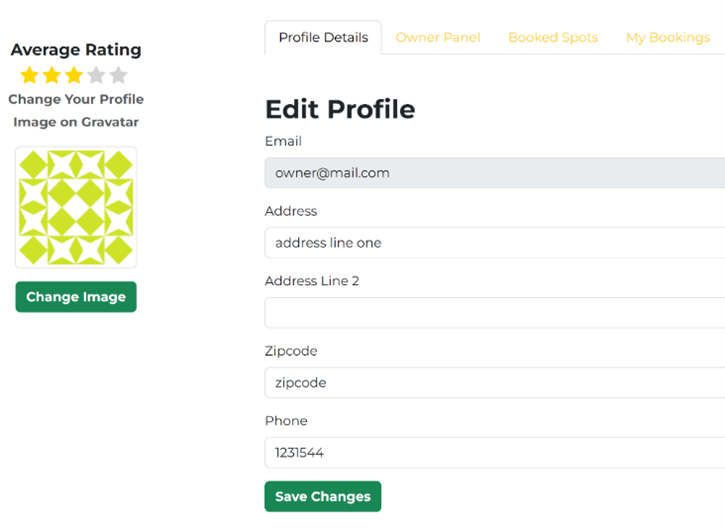 Profile Details
Owner Panel
Booked Spots
My Bookings
Average Rating
Change Your Profile
Image on Gravatar
Change Image
Edit Profile
Email
owner@mail.com
Address
address line one
Address Line 2
Zipcode
zipcode
Phone
1231544
Save Changes